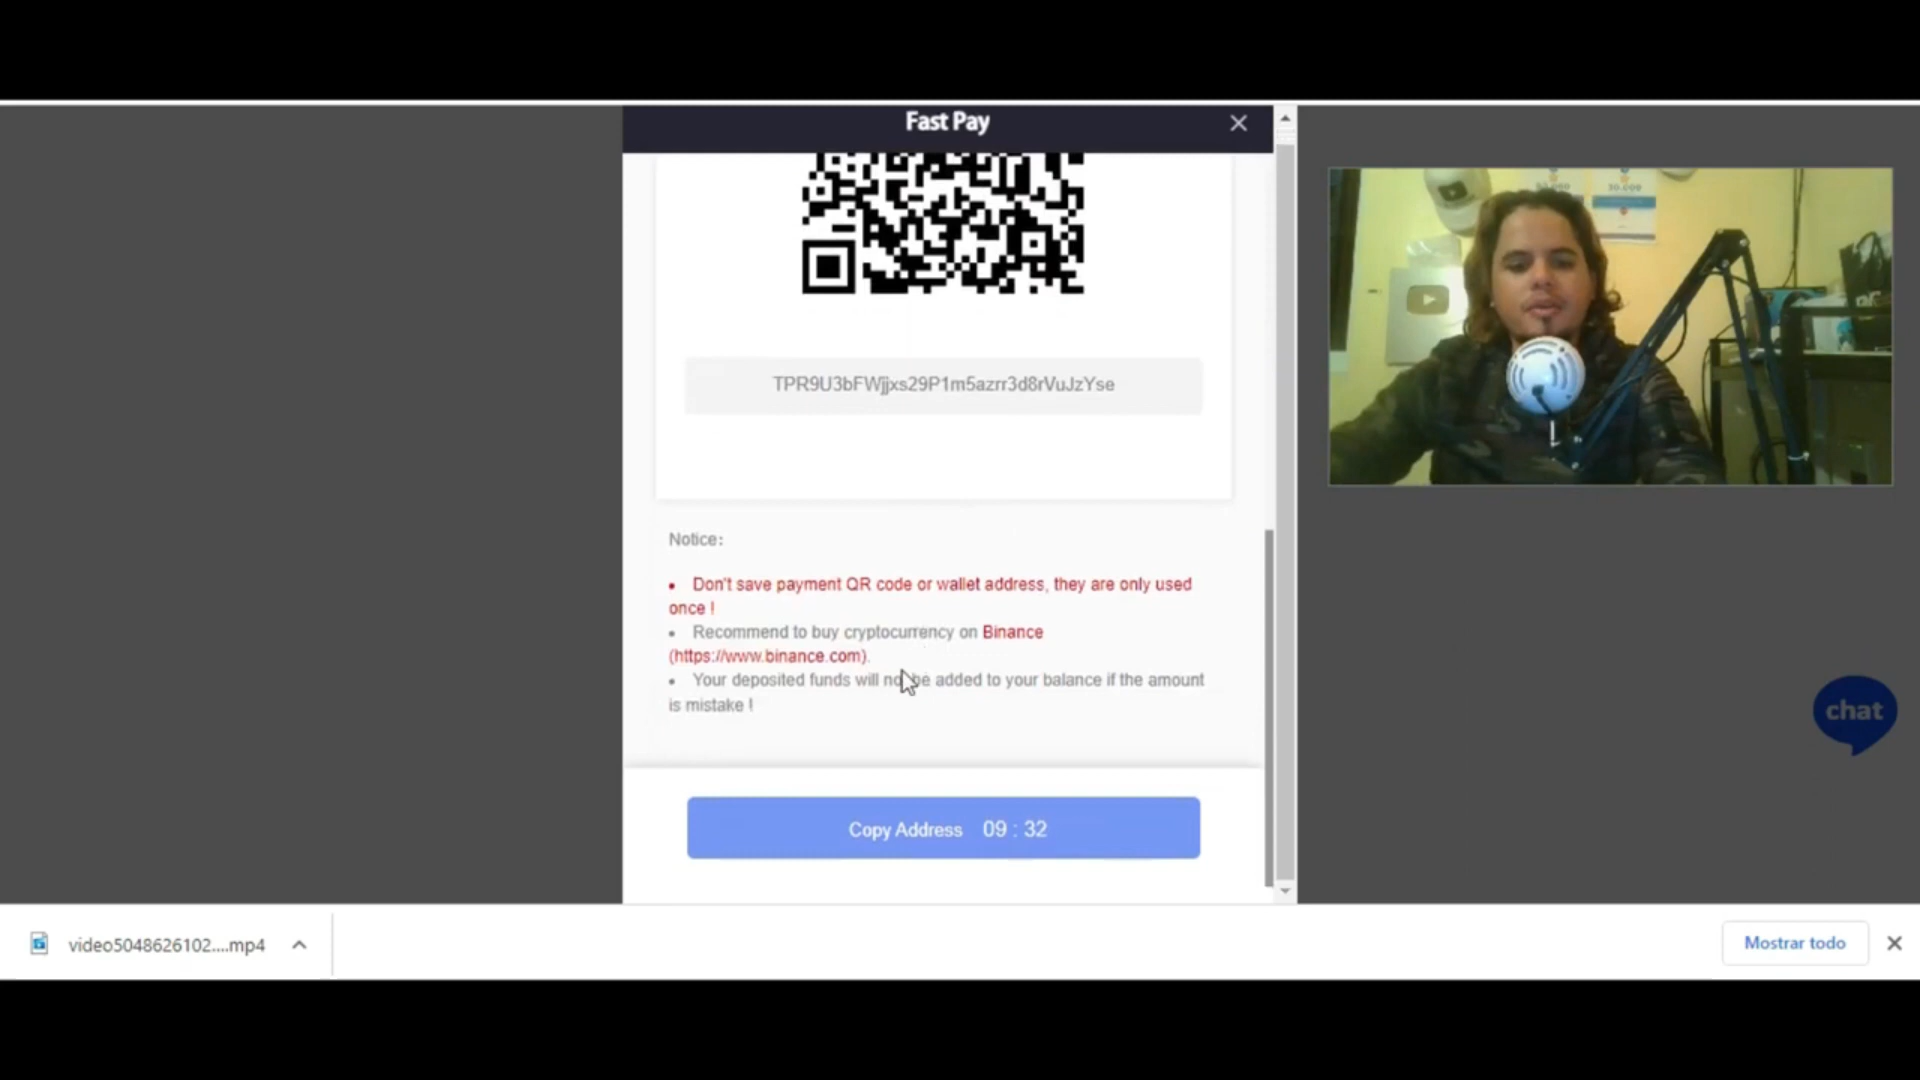 Fast Pay
TPR9U3bFWjjxs29P1m5azrr3d8rVuJzYse
Notice:
• Don't save payment QR code or wallet address, they are only used
once !
• Recommend to buy cryptocurrency on Binance
(https://www.binance.com).
• Your deposited funds will not be added to your balance if the amount
is mistake !
Copy Address 09 : 32
chat
video5048626102....mp4
Mostrar todo